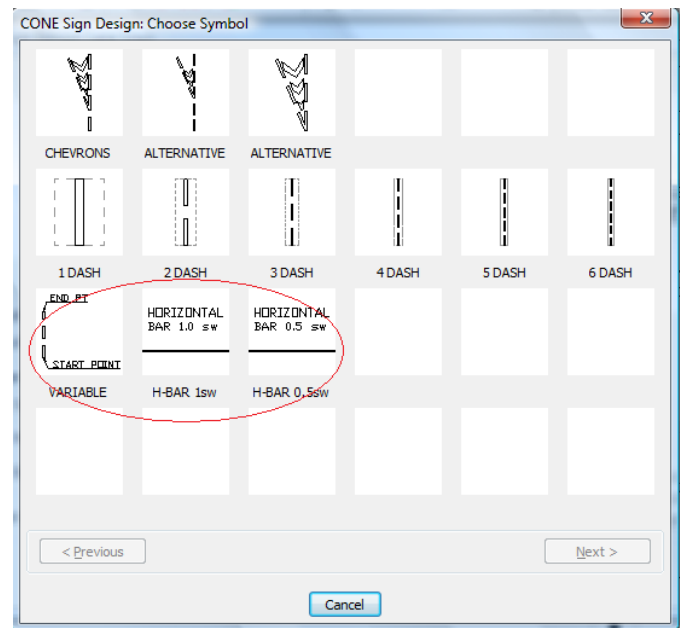 CONE Sign Design: Choose Symbol
CHEVRONS ALTERNATIVE ALTERNATIVE
1 DASH 2 DASH 3 DASH 4 DASH 5 DASH 6 DASH
END PT
START POINT
HORIZONTAL
BAR 1.0 sw
HORIZONTAL
BAR 0.5 sw
VARIABLE H-BAR 1sw H-BAR 0,5sw
< Previous Next >
Cancel